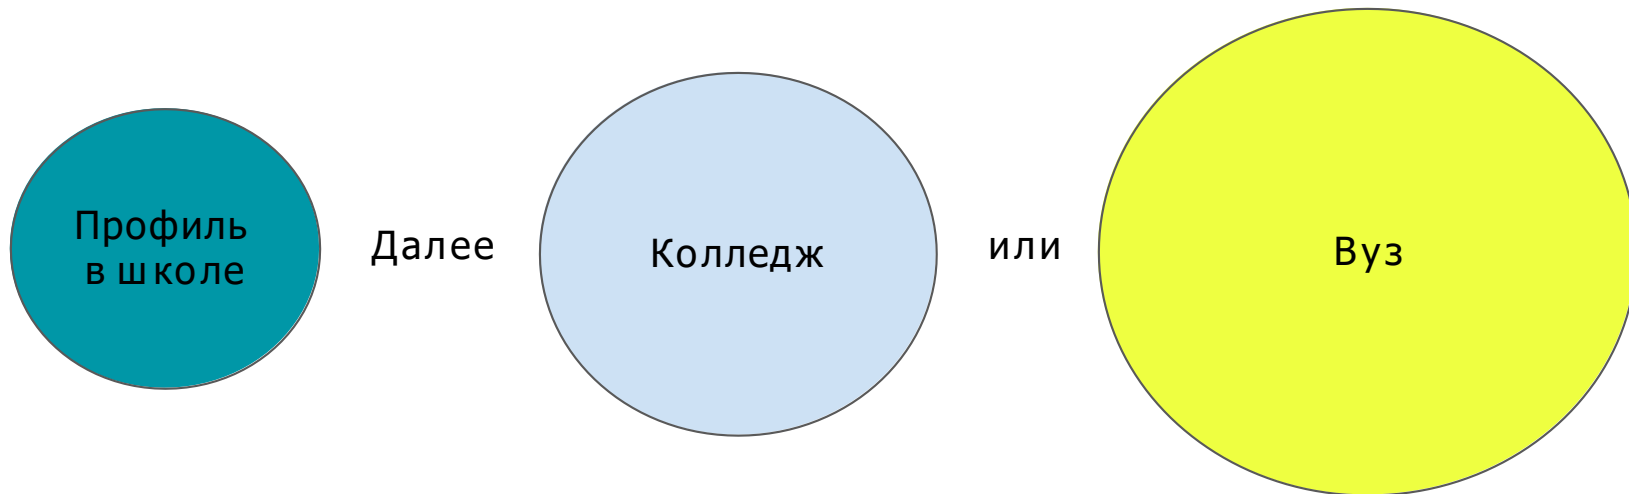 Профиль
в школе
Далее
Колледж
или
Вуз